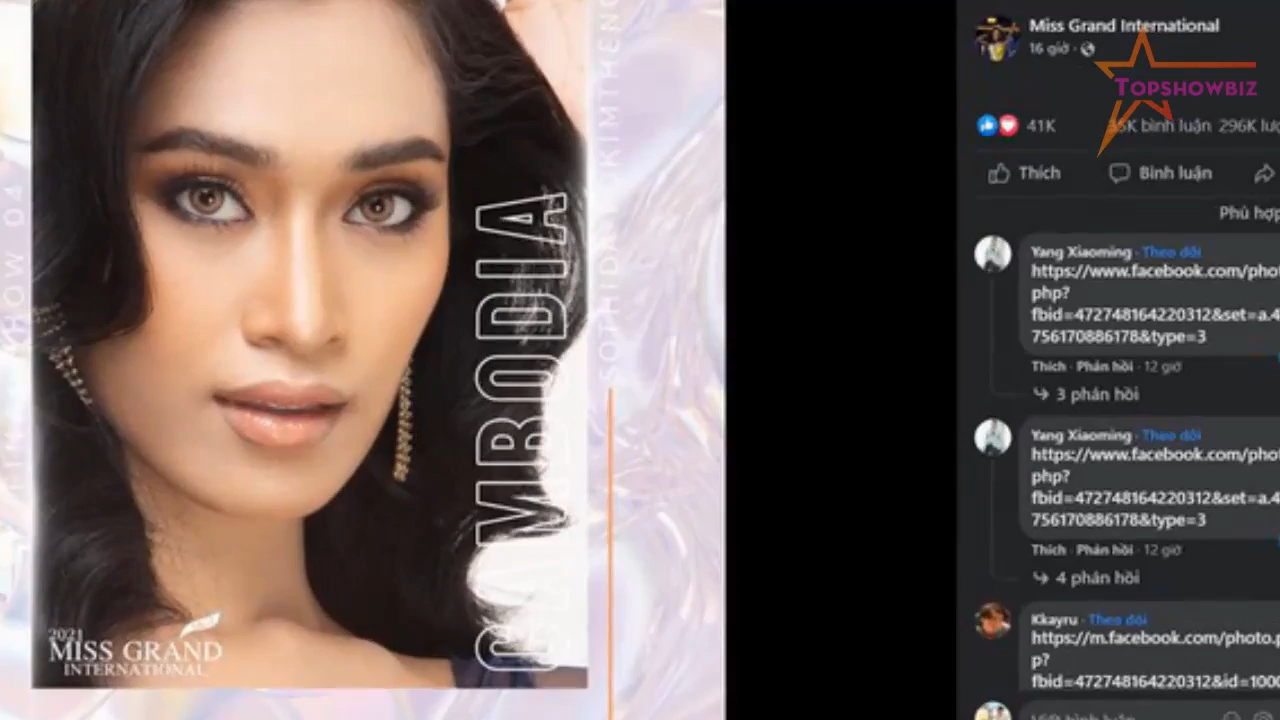 CAMBODIA
SOTHIDA
KIMTHENG
2021
MISS GRAND
INTERNATIONAL
Miss Grand International
16 giờ
TOPSHOWBIZ
41K
35K bình luận 296K
Thích
Bình luận
Phù hợp
Yang Xiaoming · Theo dõi
https://www.facebook.com/phot
php?
fbid=472748164220312&set=a.4
756170886178&type=3
Thích · Phản hồi · 12 giờ
3 phản hồi
Yang Xiaoming · Theo dõi
https://www.facebook.com/phot
php?
fbid=472748164220312&set=a.4
756170886178&type=3
Thích · Phản hồi · 12 giờ
4 phản hồi
Kkayru · Theo dõi
https://m.facebook.com/photo.p
p?
fbid=472748164220312&id=1000